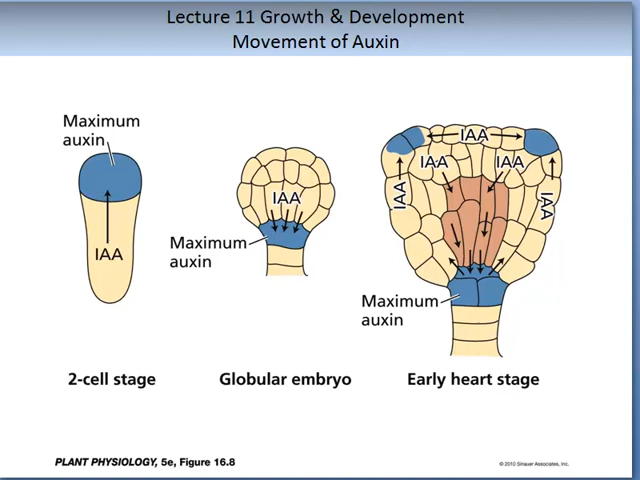 Lecture 11 Growth & Development
Movement of Auxin
Maximum
auxin
IAA
2-cell stage
IAA
Maximum
auxin
Globular embryo
IAA
IAA
IAA
IAA
IAA
Maximum
auxin
Early heart stage
PLANT PHYSIOLOGY, 5e, Figure 16.8
© 2010 Sinauer Associates, Inc.